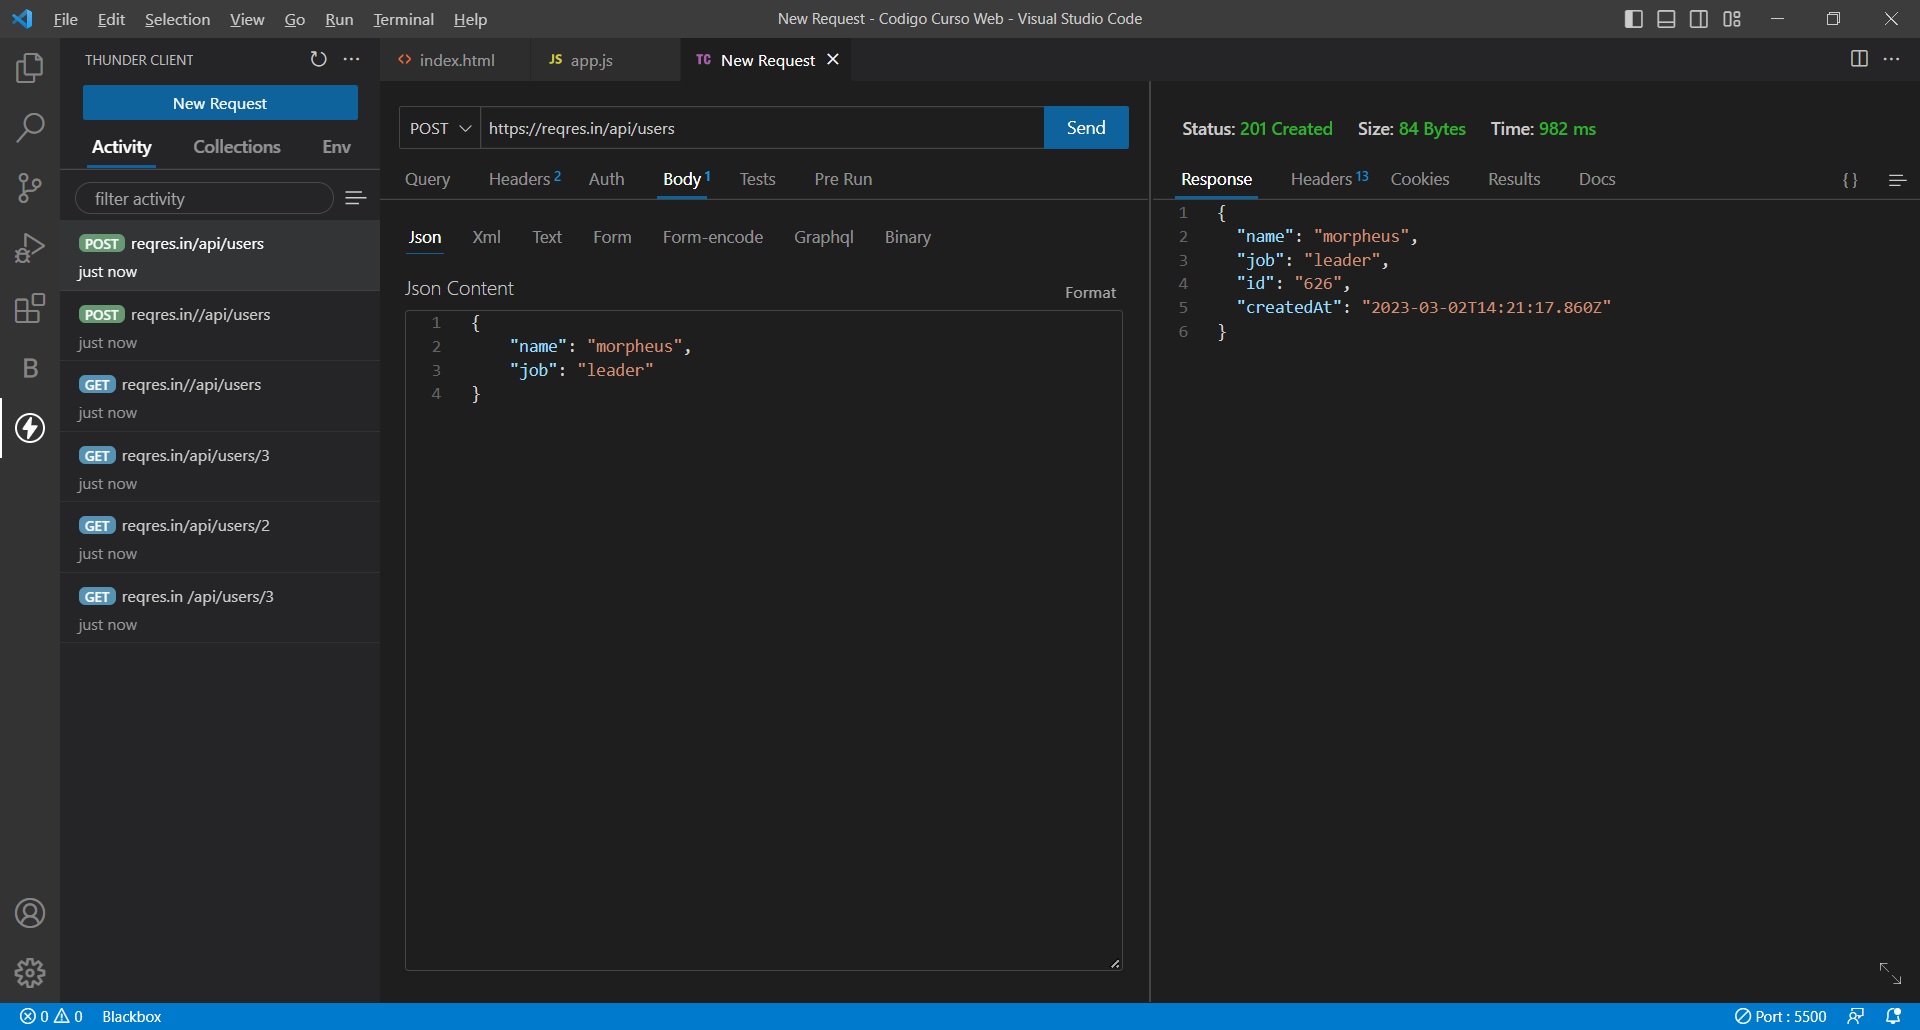 File Edit Selection View Go Run Terminal Help
New Request - Codigo Curso Web - Visual Studio Code
THUNDER CLIENT
New Request
Activity Collections Env
filter activity
POST reqres.in/api/users
just now
POST reqres.in//api/users
just now
GET reqres.in//api/users
just now
GET reqres.in/api/users/3
just now
GET reqres.in/api/users/2
just now
GET reqres.in /api/users/3
just now
B
index.html
JS app.js
TC New Request
POST https://reqres.in/api/users Send
Query Headers 2 Auth Body 1 Tests Pre Run
Json Xml Text Form Form-encode Graphql Binary
Json Content
Format
1 {
2 "name": "morpheus",
3 "job": "leader"
4 }
Status: 201 Created Size: 84 Bytes Time: 982 ms
Response Headers 13 Cookies Results Docs { }
1 {
2 "name": "morpheus",
3 "job": "leader",
4 "id": "626",
5 "createdAt": "2023-03-02T14:21:17.860Z"
6 }
0 0 Blackbox
Port : 5500